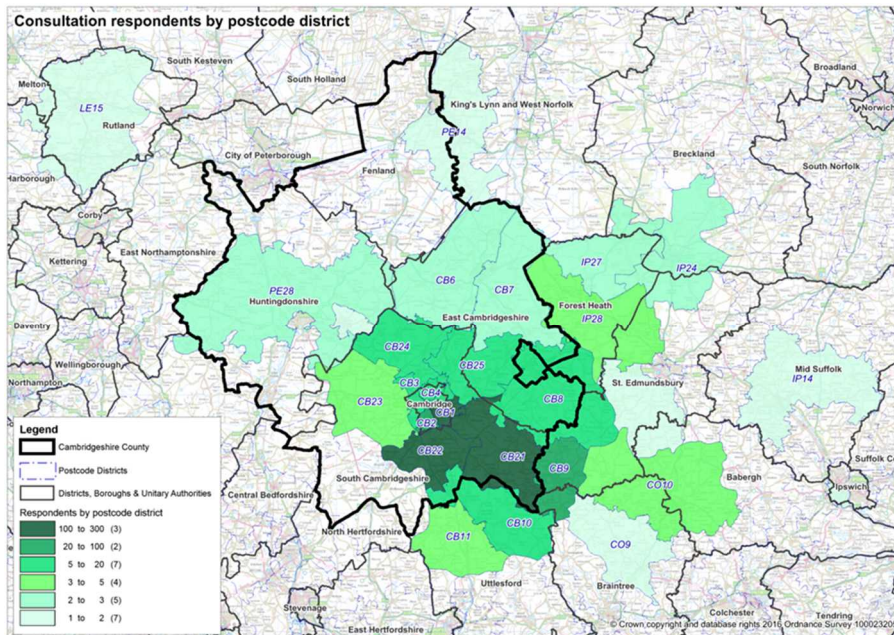 Consultation respondents by postcode district
South Kesteven
South Holland
Broadland
Melton
LE15
Rutland
King's Lynn and West Norfolk
Norwich
PE14
City of Peterborough
Breckland
Fenland
South Norfolk
Harborough
Corby
East Northamptonshire
Kettering
CB6
CB7
IP27
IP24
PE28
Huntingdonshire
East Cambridgeshire
Forest Heath
IP28
Daventry
CB24
CB25
Wellingborough
Mid Suffolk
IP14
Northampton
CB3
CB4
St. Edmundsbury
CB23
Cambridge
CB1
CB8
CB2
CB22
CB21
CB9
South Cambridgeshire
CO10
Babergh
Ipswich
Central Bedfordshire
CB10
North Hertfordshire
CB11
CO9
Uttlesford
Braintree
Stevenage
Colchester
East Hertfordshire
Tendring
Legend
Cambridgeshire County
Postcode Districts
Districts, Boroughs & Unitary Authorities
Respondents by postcode district
100 to 300 (3)
20 to 100 (2)
5 to 20 (7)
3 to 5 (4)
2 to 3 (5)
1 to 2 (7)
© Crown copyright and database rights 2016 Ordnance Survey 10002320